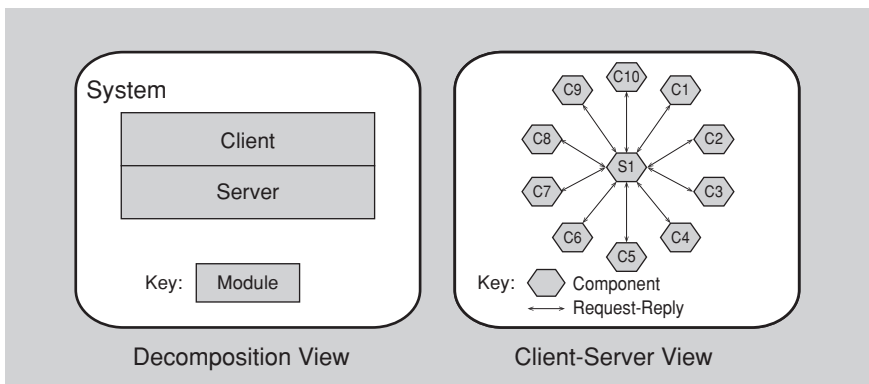 System
Client
Server
Key: Module
Decomposition View
C10
C9
C1
C8
C2
S1
C7
C3
C6
C4
C5
Key: Component
Request-Reply
Client-Server View